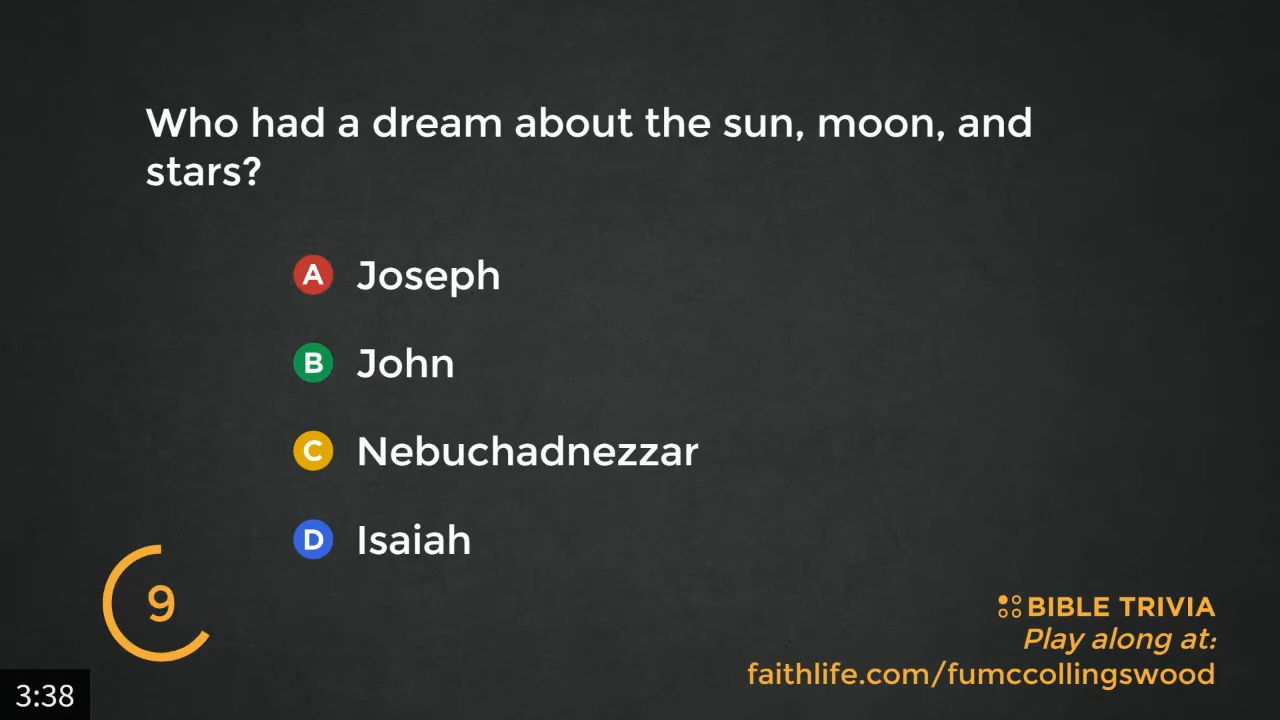 Who had a dream about the sun, moon, and
stars?
A Joseph
B John
C Nebuchadnezzar
D Isaiah
9
BIBLE TRIVIA
Play along at:
faithlife.com/fumccollingswood
3:38